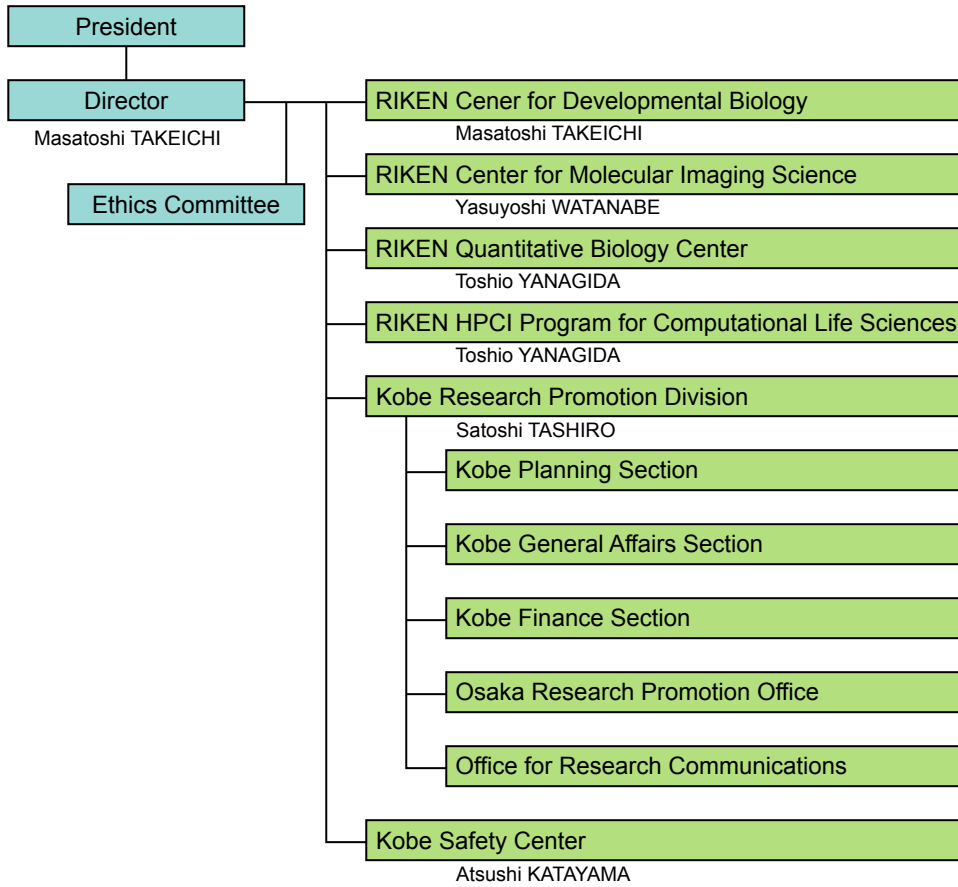 President
Director
Masatoshi TAKEICHI
Ethics Committee
RIKEN Cener for Developmental Biology
Masatoshi TAKEICHI
RIKEN Center for Molecular Imaging Science
Yasuyoshi WATANABE
RIKEN Quantitative Biology Center
Toshio YANAGIDA
RIKEN HPCI Program for Computational Life Sciences
Toshio YANAGIDA
Kobe Research Promotion Division
Satoshi TASHIRO
Kobe Planning Section
Kobe General Affairs Section
Kobe Finance Section
Osaka Research Promotion Office
Office for Research Communications
Kobe Safety Center
Atsushi KATAYAMA